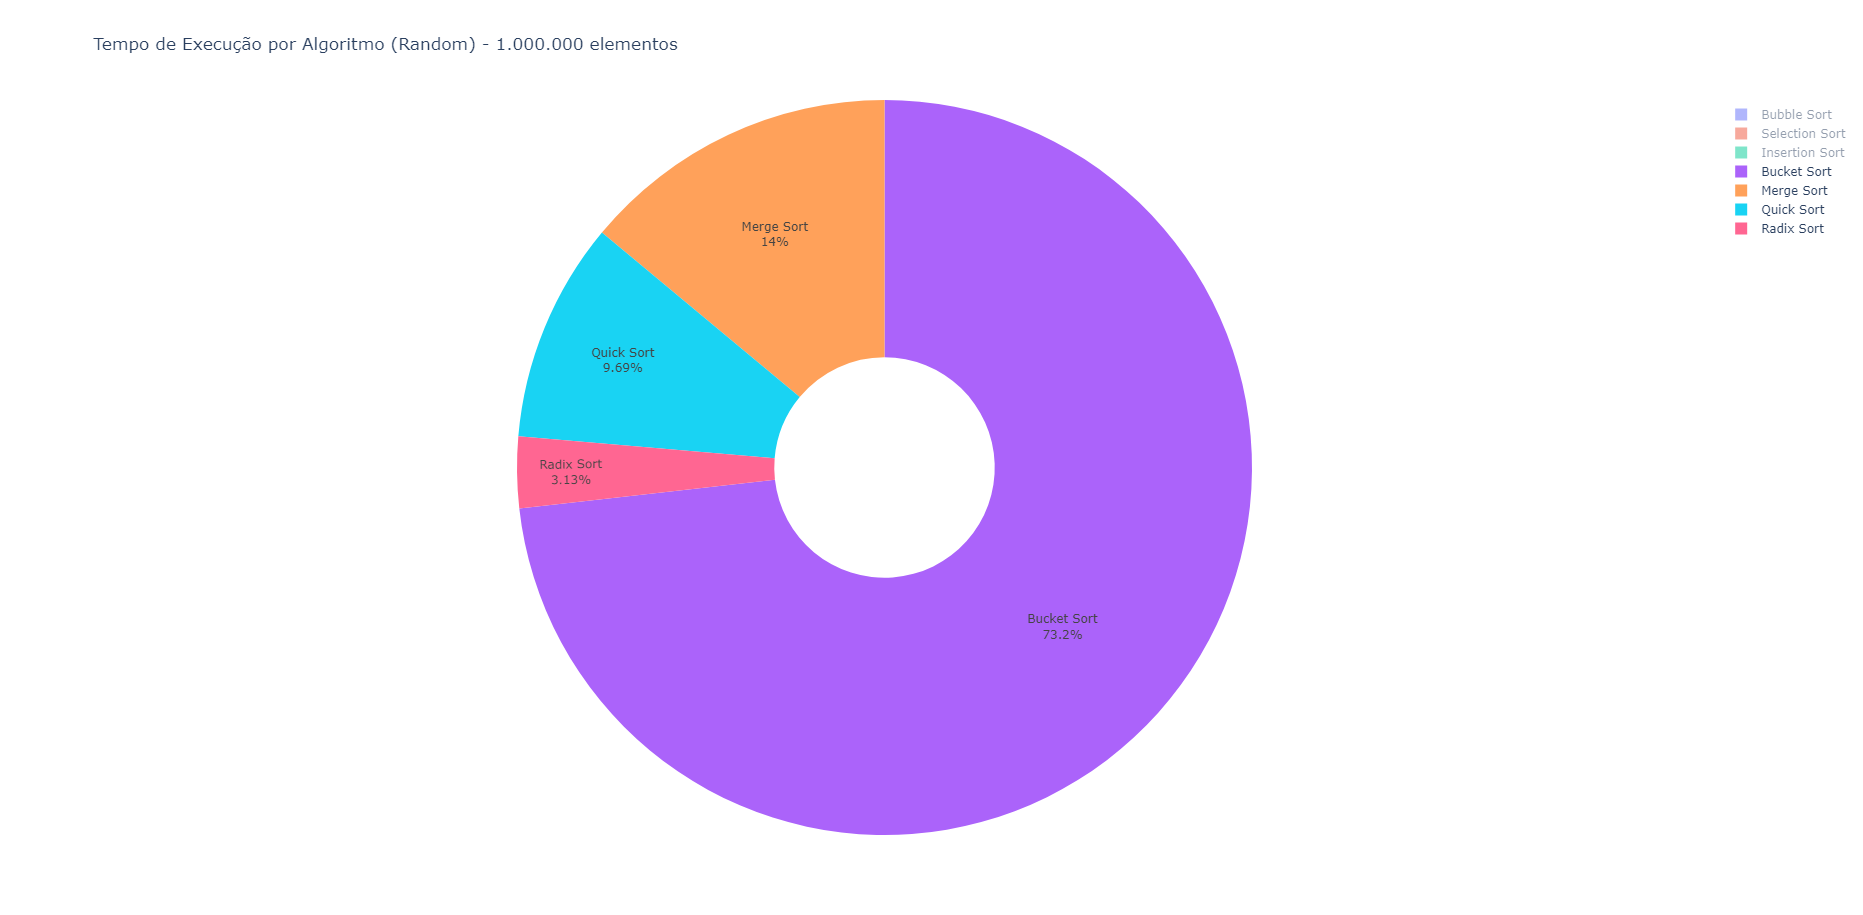 Tempo de Execução por Algoritmo (Random) - 1.000.000 elementos
Bubble Sort
Selection Sort
Insertion Sort
Bucket Sort
Merge Sort
Quick Sort
Radix Sort
Merge Sort
14%
Quick Sort
9.69%
Radix Sort
3.13%
Bucket Sort
73.2%